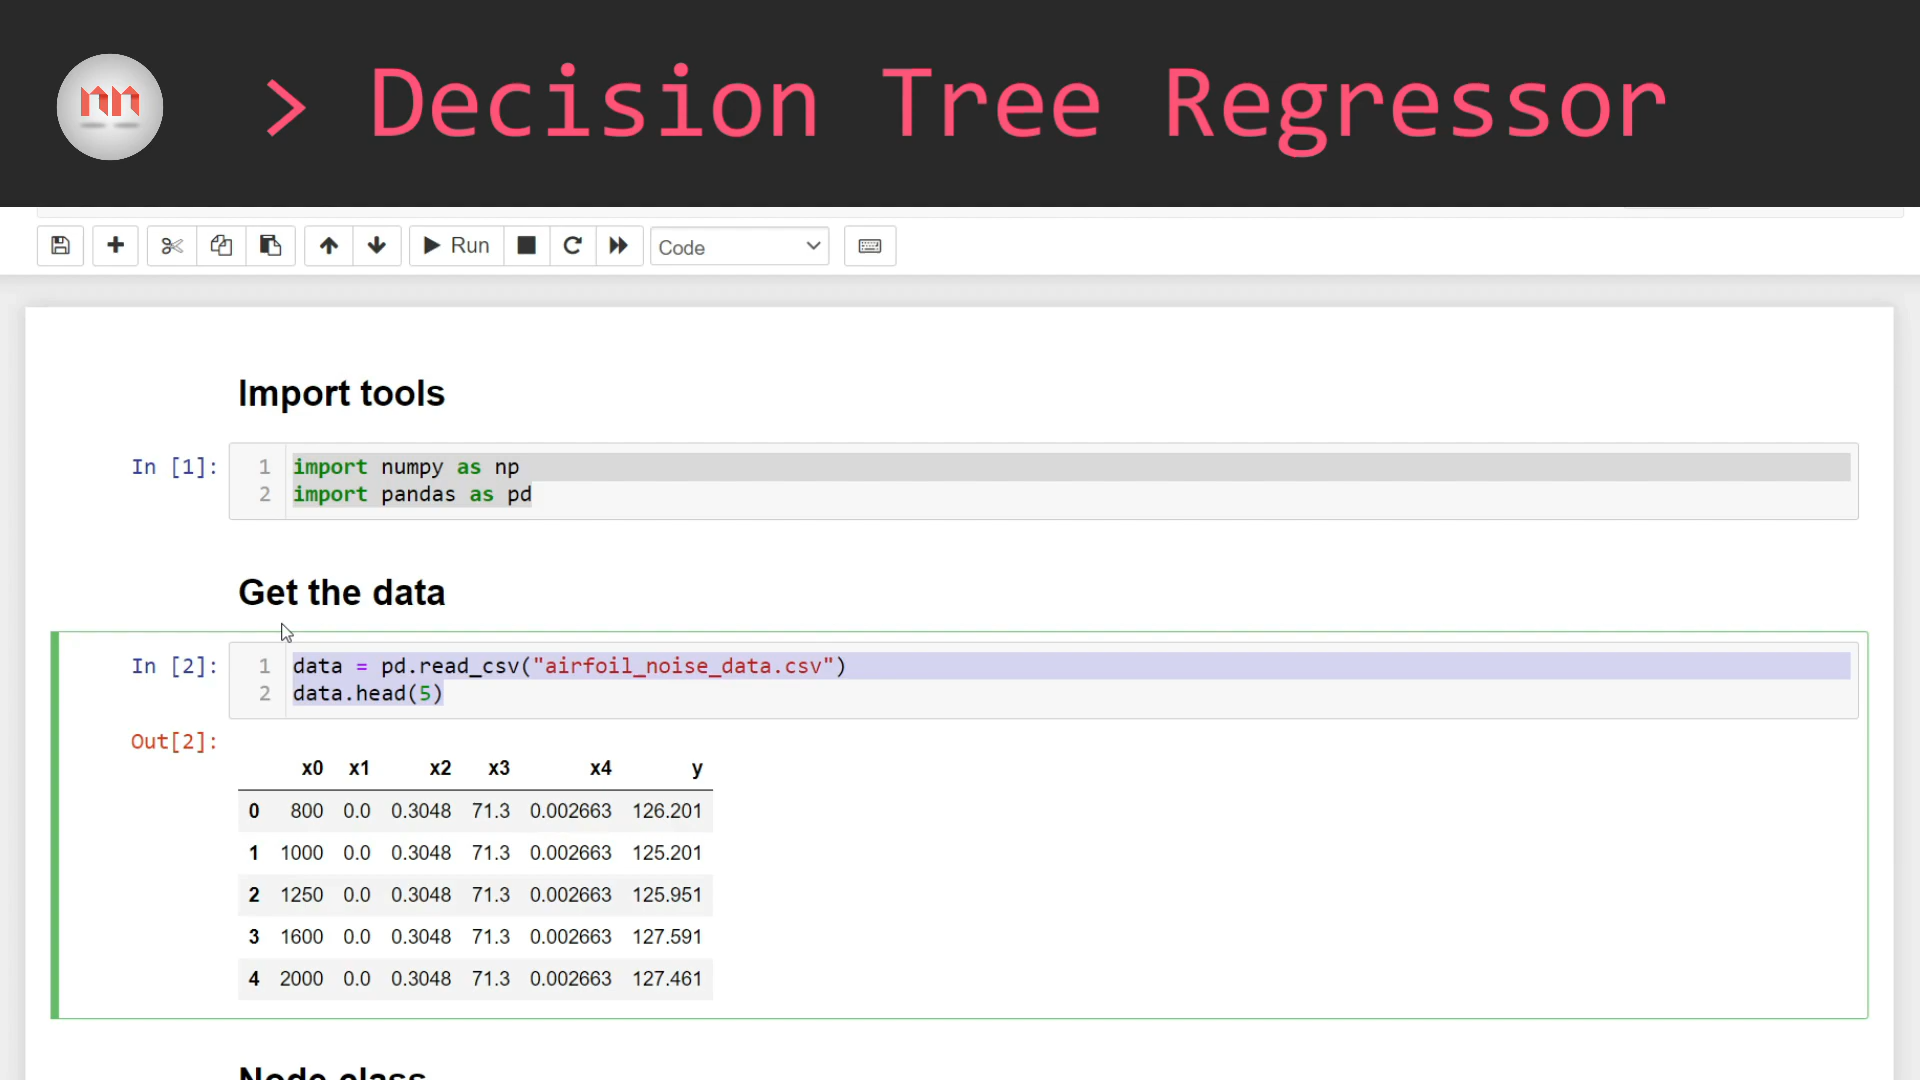 nn
> Decision Tree Regressor
Run
Code
Import tools
In [1]:
1 import numpy as np
2 import pandas as pd
Get the data
In [2]:
1 data = pd.read_csv("airfoil_noise_data.csv")
2 data.head(5)
Out[2]:
x0 x1 x2 x3 x4 y
0 800 0.0 0.3048 71.3 0.002663 126.201
1 1000 0.0 0.3048 71.3 0.002663 125.201
2 1250 0.0 0.3048 71.3 0.002663 125.951
3 1600 0.0 0.3048 71.3 0.002663 127.591
4 2000 0.0 0.3048 71.3 0.002663 127.461
Node class